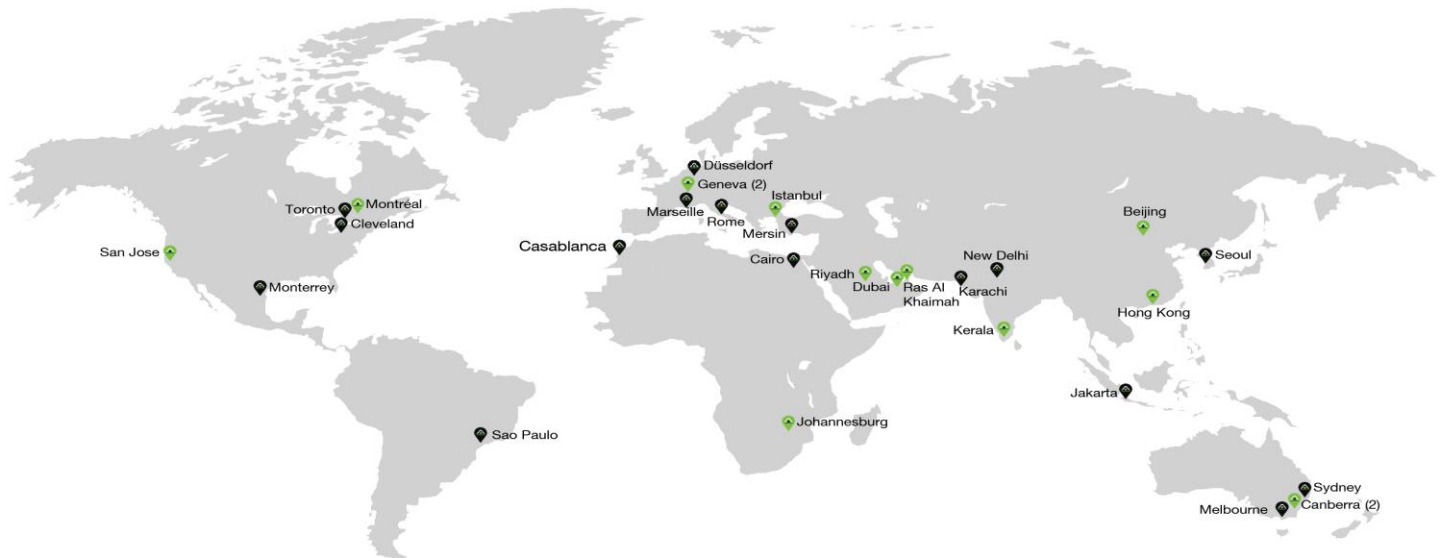 Düsseldorf
Geneva (2)
Istanbul
Montréal
Toronto
Marseille
Rome
Beijing
Cleveland
Mersin
Casablanca
San Jose
Cairo
New Delhi
Seoul
Riyadh
Dubai
Ras Al
Khaimah
Karachi
Monterrey
Hong Kong
Kerala
Jakarta
Johannesburg
Sao Paulo
Sydney
Canberra (2)
Melbourne